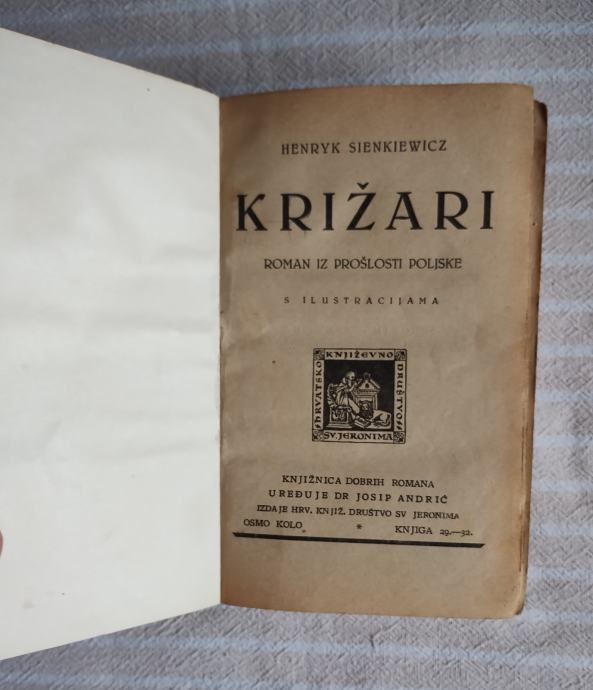 HENRYK SIENKIEWICZ
KRIŽARI
ROMAN IZ PROŠLOSTI POLJSKE
S ILUSTRACIJAMA
KNJIŽEVNO
HRVATSKO
DRUŠTVO
SV. JERONIMA
KNJIŽNICA DOBRIH ROMANA
UREĐUJE DR JOSIP ANDRIĆ
IZDAJE HRV. KNJIŽ. DRUŠTVO SV JERONIMA
OSMO KOLO * KNJIGA 29.—32.